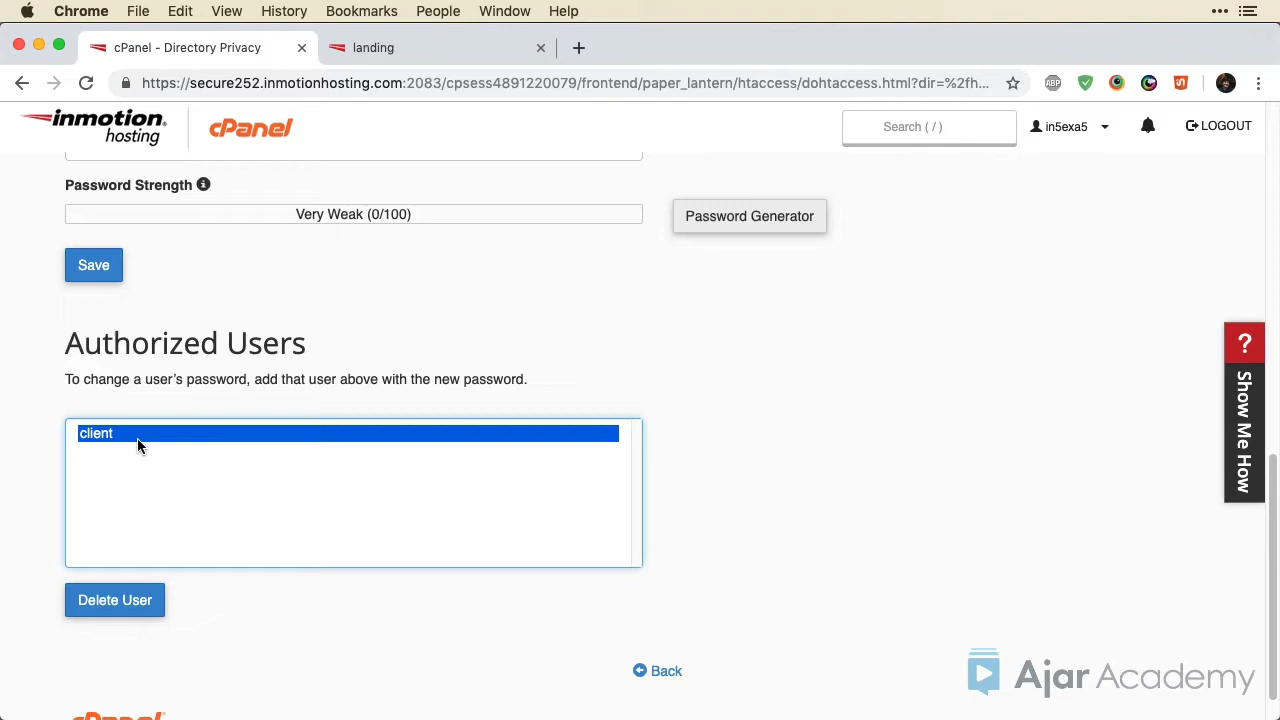 Chrome File Edit View History Bookmarks People Window Help
cPanel - Directory Privacy
landing
https://secure252.inmotionhosting.com:2083/cpsess4891220079/frontend/paper_lantern/htaccess/dohtaccess.html?dir=%2fh...
ABP
inmotion hosting
cPanel
Search ( / )
in5exa5
LOGOUT
Password Strength
Very Weak (0/100)
Password Generator
Save
Authorized Users
To change a user's password, add that user above with the new password.
client
Delete User
Back
? Show Me How
Ajar Academy